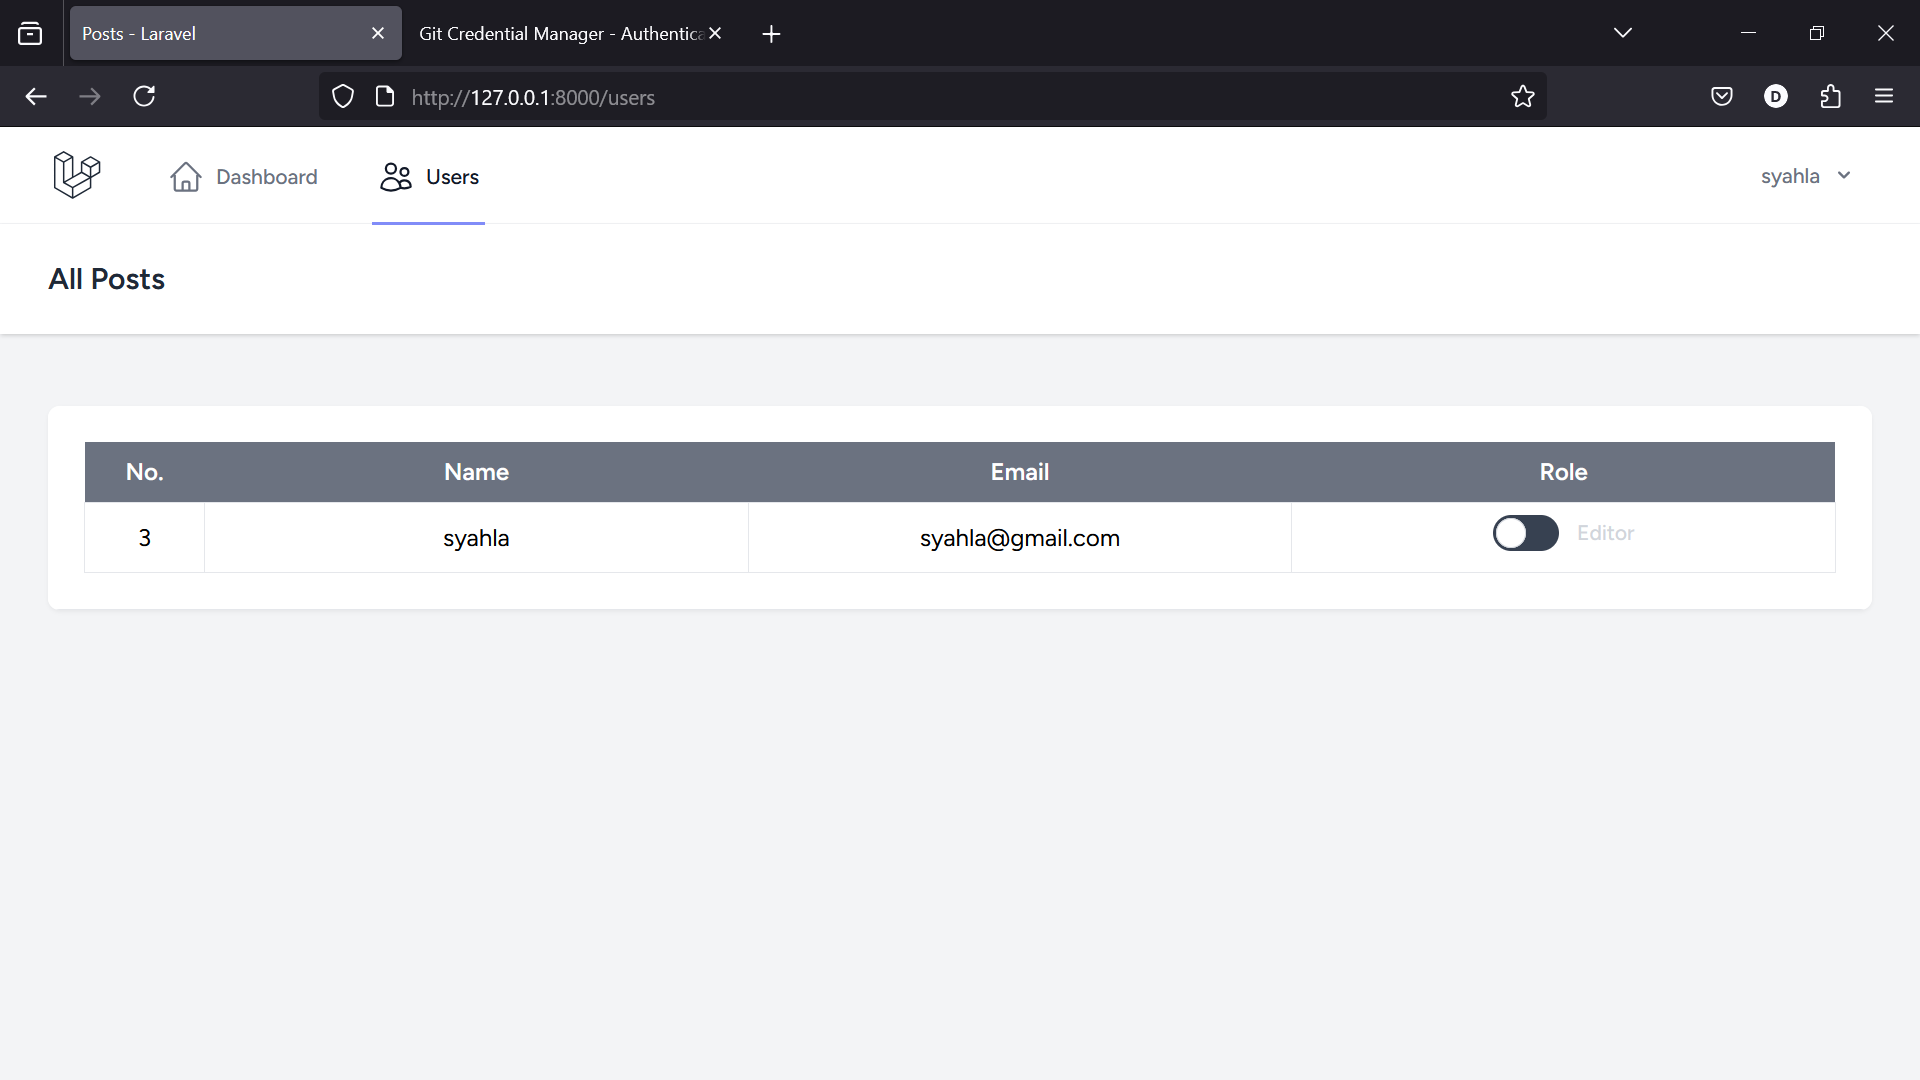 Posts - Laravel
Git Credential Manager - Authentica
http://127.0.0.1:8000/users
D
Dashboard
Users
syahla
All Posts
No. Name Email Role
3 syahla syahla@gmail.com Editor